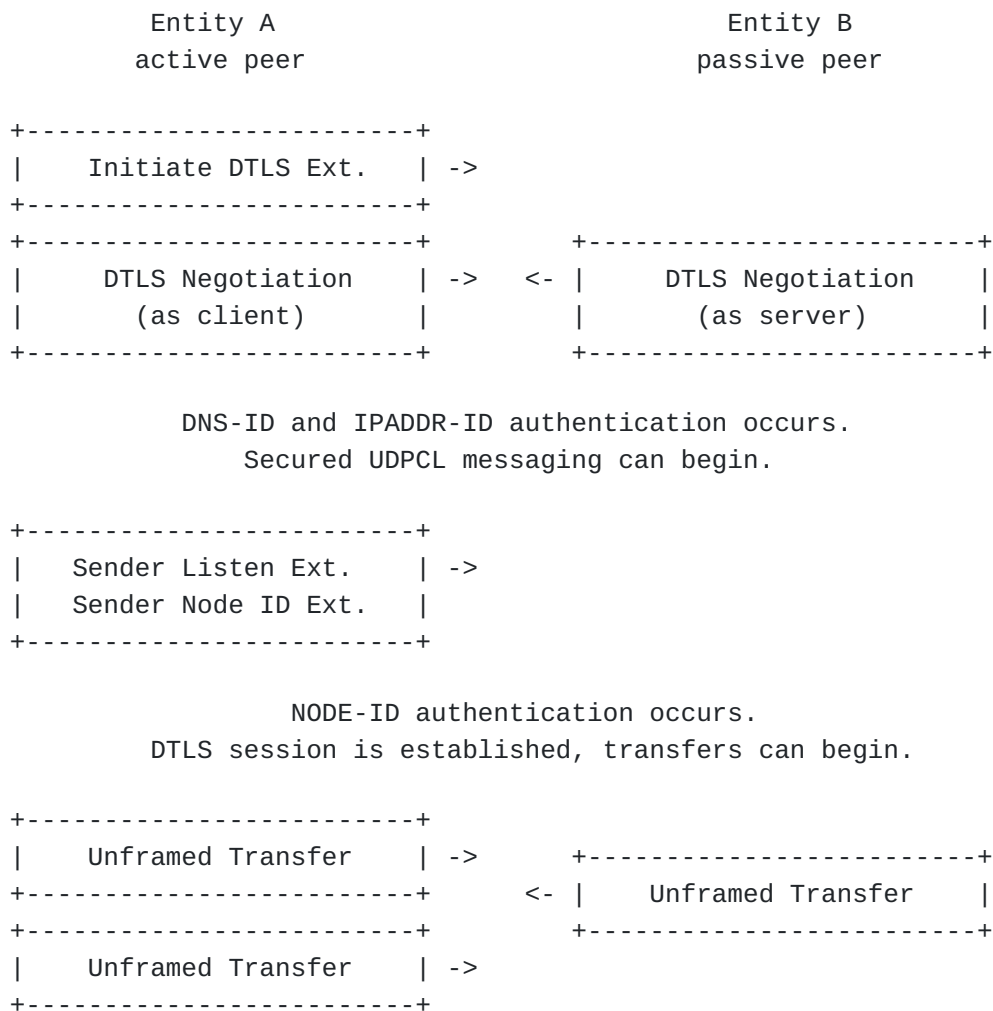 Entity A                             Entity B
        active peer                         passive peer

+-------------------------+
|    Initiate DTLS Ext.   | ->
+-------------------------+
+-------------------------+         +-------------------------+
|     DTLS Negotiation    | ->   <- |     DTLS Negotiation    |
|       (as client)       |         |       (as server)       |
+-------------------------+         +-------------------------+

           DNS-ID and IPADDR-ID authentication occurs.
               Secured UDPCL messaging can begin.

+-------------------------+
|   Sender Listen Ext.    | ->
|   Sender Node ID Ext.   |
+-------------------------+

                  NODE-ID authentication occurs.
         DTLS session is established, transfers can begin.

+-------------------------+
|    Unframed Transfer    | ->      +-------------------------+
+-------------------------+      <- |    Unframed Transfer    |
+-------------------------+         +-------------------------+
|    Unframed Transfer    | ->
+-------------------------+